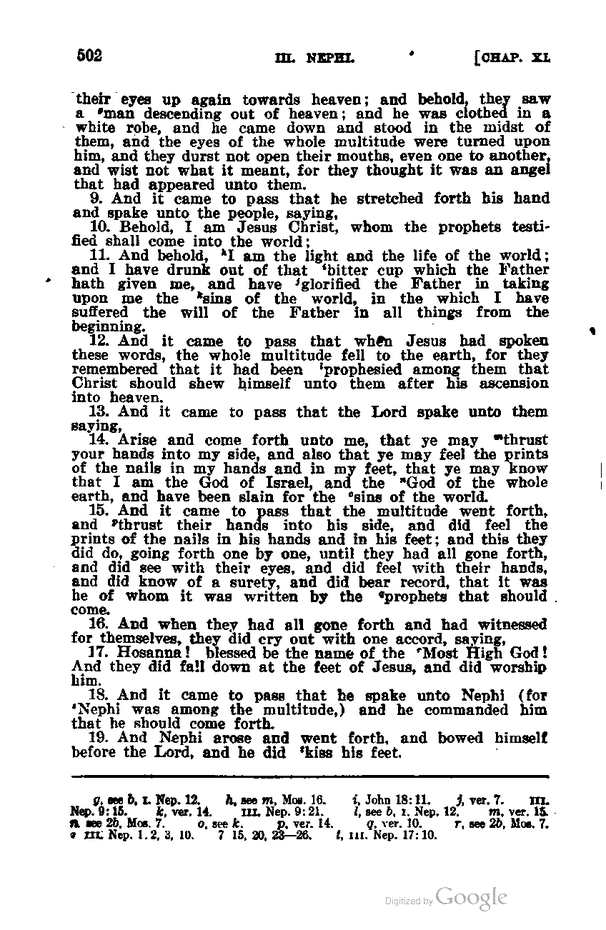 502 III. NEPHI. [CHAP. XI.
their eyes up again towards heaven; and behold, they saw
a ᵍman descending out of heaven; and he was clothed in a
white robe, and he came down and stood in the midst of
them, and the eyes of the whole multitude were turned upon
him, and they durst not open their mouths, even one to another,
and wist not what it meant, for they thought it was an angel
that had appeared unto them.
9. And it came to pass that he stretched forth his hand
and spake unto the people, saying,
10. Behold, I am Jesus Christ, whom the prophets testi-
fied shall come into the world;
11. And behold, ʰI am the light and the life of the world;
and I have drunk out of that ⁱbitter cup which the Father
hath given me, and have ʲglorified the Father in taking
upon me the ᵏsins of the world, in the which I have
suffered the will of the Father in all things from the
beginning.
12. And it came to pass that when Jesus had spoken
these words, the whole multitude fell to the earth, for they
remembered that it had been ˡprophesied among them that
Christ should shew himself unto them after his ascension
into heaven.
13. And it came to pass that the Lord spake unto them
saying,
14. Arise and come forth unto me, that ye may ᵐthrust
your hands into my side, and also that ye may feel the prints
of the nails in my hands and in my feet, that ye may know
that I am the God of Israel, and the ⁿGod of the whole
earth, and have been slain for the ᵒsins of the world.
15. And it came to pass that the multitude went forth,
and ᵖthrust their hands into his side, and did feel the
prints of the nails in his hands and in his feet; and this they
did do, going forth one by one, until they had all gone forth,
and did see with their eyes, and did feel with their hands,
and did know of a surety, and did bear record, that it was
he of whom it was written by the qprophets that should
come.
16. And when they had all gone forth and had witnessed
for themselves, they did cry out with one accord, saying,
17. Hosanna! blessed be the name of the ʳMost High God!
And they did fall down at the feet of Jesus, and did worship
him.
18. And it came to pass that he spake unto Nephi (for
ˢNephi was among the multitude,) and he commanded him
that he should come forth.
19. And Nephi arose and went forth, and bowed himself
before the Lord, and he did ᵗkiss his feet.
g, see b, I. Nep. 12. h, see m, Mos. 16. i, John 18:11. j, ver. 7. III.
Nep. 9:15. k, ver. 14. III. Nep. 9:21. l, see b, I. Nep. 12. m, ver. 15.
n, see 2b, Mos. 7. o, see k. p, ver. 14. q, ver. 10. r, see 2b, Mos. 7.
s III. Nep. 1. 2, 3, 10. 7 15, 20, 23—26. t, III. Nep. 17:10.
Digitized by Google